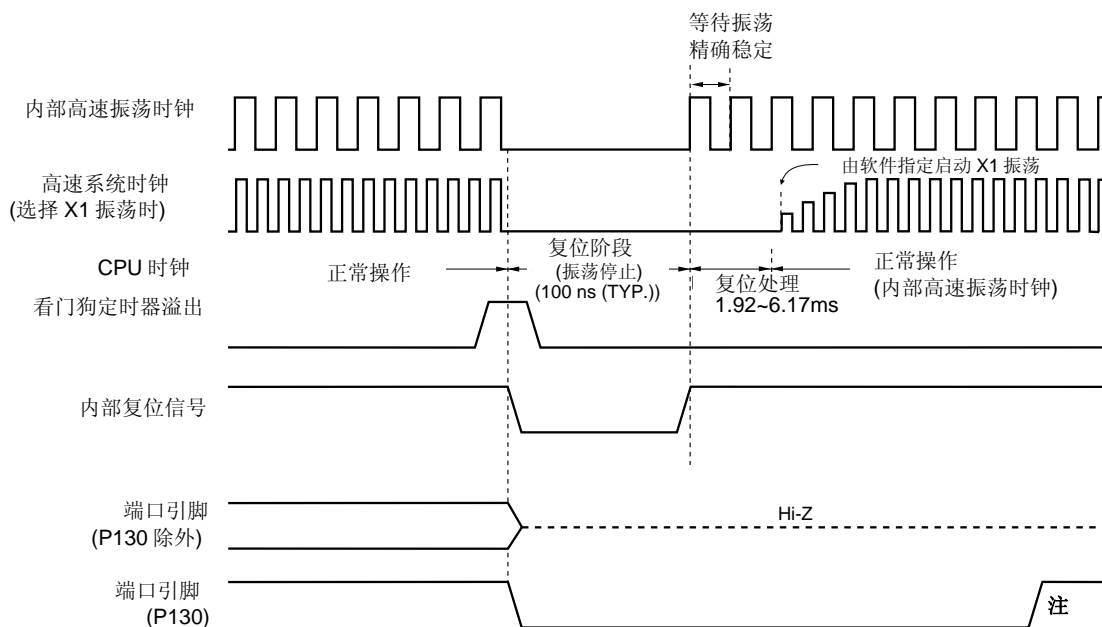 等待振荡
精确稳定
内部高速振荡时钟
由软件指定启动 X1 振荡
高速系统时钟
(选择 X1 振荡时)
CPU 时钟
正常操作
复位阶段
(振荡停止)
(100 ns (TYP.))
复位处理
1.92~6.17ms
正常操作
(内部高速振荡时钟)
看门狗定时器溢出
内部复位信号
端口引脚
(P130 除外)
Hi-Z
端口引脚
(P130)
注